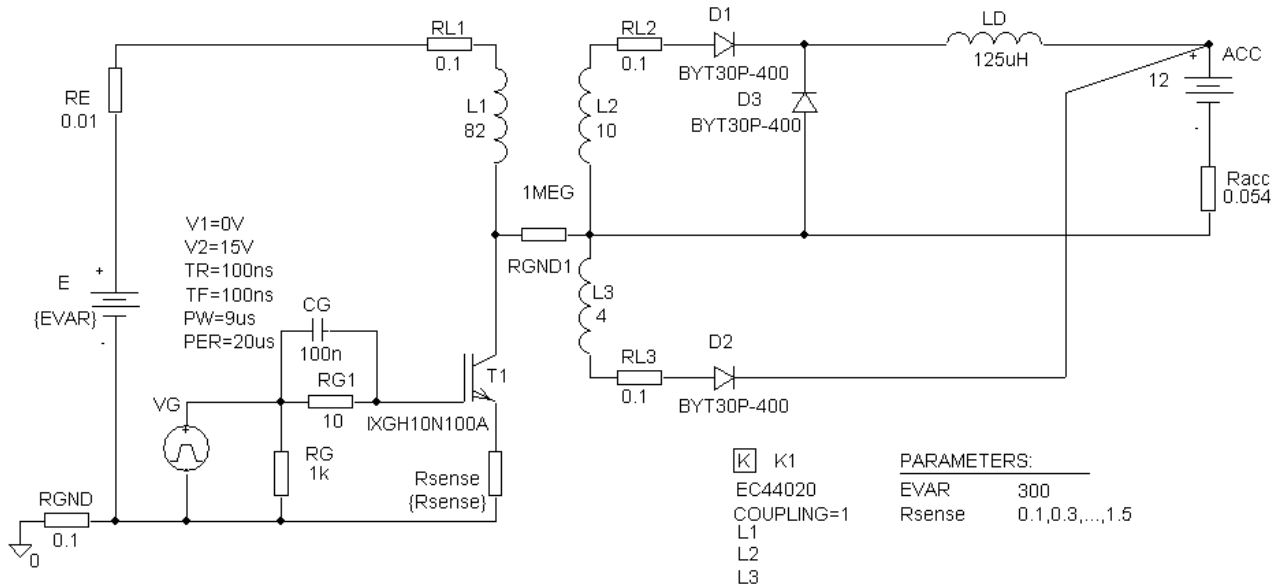 RL1
0.1
RL2
0.1
D1
BYT30P-400
LD
125uH
+
ACC
12
-
RE
0.01
L1
82
L2
10
D3
BYT30P-400
Racc
0.054
1MEG
RGND1
V1=0V
V2=15V
TR=100ns
TF=100ns
PW=9us
PER=20us
+
E
{EVAR}
-
CG
100n
RG1
10
T1
IXGH10N100A
L3
4
RL3
0.1
D2
BYT30P-400
VG
+
RG
1k
Rsense
{Rsense}
RGND
0.1
0
K K1
EC44020
COUPLING=1
L1
L2
L3
PARAMETERS:
EVAR 300
Rsense 0.1,0.3,...,1.5